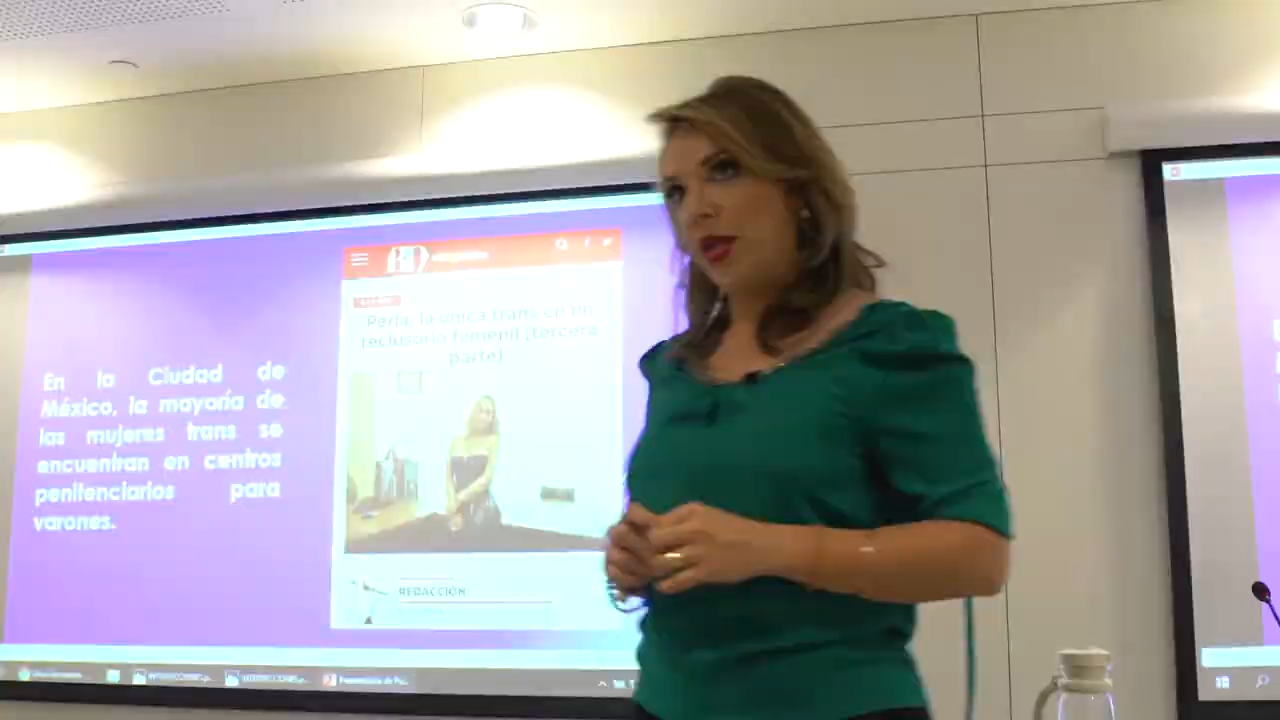 En la Ciudad de
México, la mayoría de
las mujeres trans se
encuentran en centros
penitenciarios para
varones.
Perla, la única trans en un
reclusorio femenil (tercera
parte)
REDACCIÓN